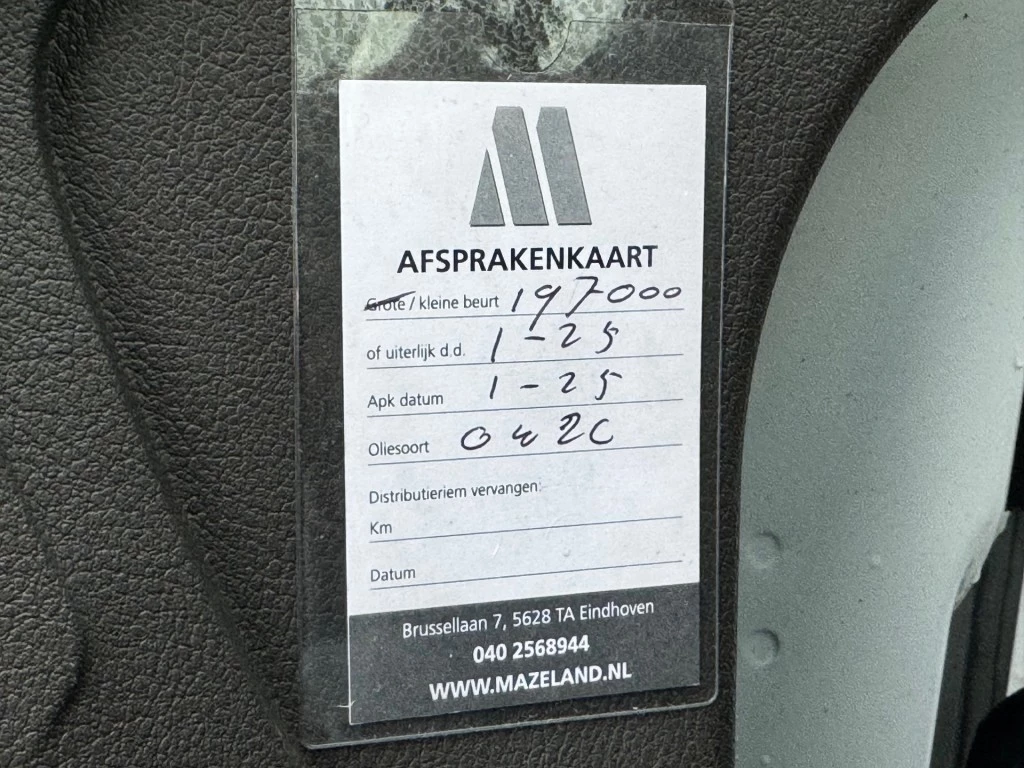 AFSPRAKENKAART
Grote / kleine beurt 197000
of uiterlijk d.d. 1-25
Apk datum 1-25
Oliesoort 0w20
Distributieriem vervangen:
Km
Datum
Brussellaan 7, 5628 TA Eindhoven
040 2568944
WWW.MAZELAND.NL